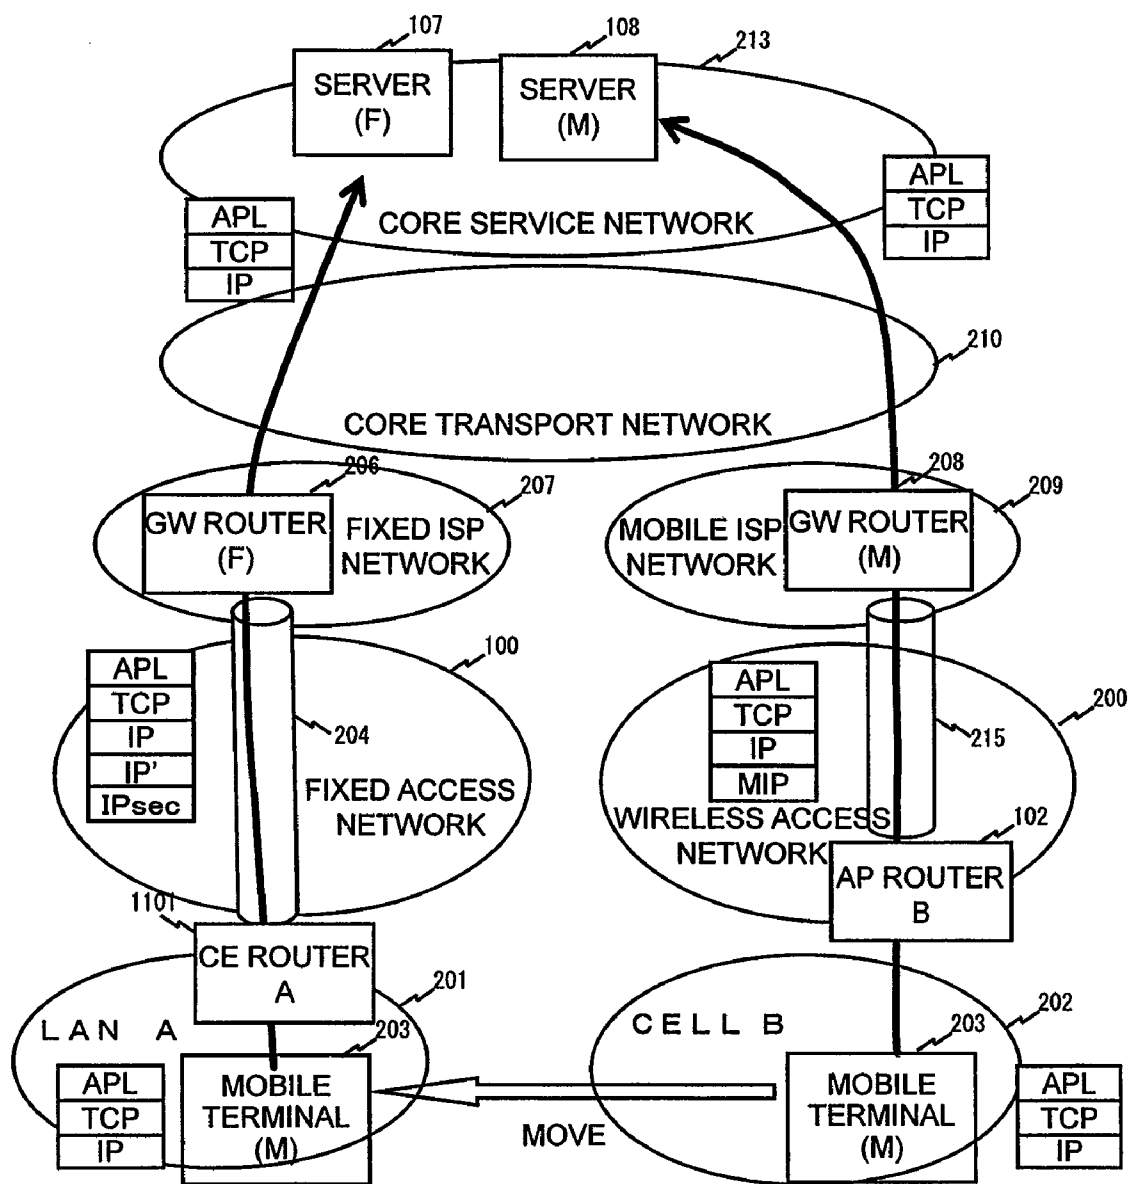 107
108
213
SERVER
(F)
SERVER
(M)
APL
TCP
IP
APL
TCP
IP
CORE SERVICE NETWORK
210
CORE TRANSPORT NETWORK
206
207
208
209
GW ROUTER
(F)
FIXED ISP
NETWORK
MOBILE ISP
NETWORK
GW ROUTER
(M)
100
200
APL
TCP
IP
IP'
IPsec
204
FIXED ACCESS
NETWORK
APL
TCP
IP
MIP
215
WIRELESS ACCESS
NETWORK
102
AP ROUTER
B
1101
CE ROUTER
A
201
202
LAN A
203
CELL B
203
APL
TCP
IP
MOBILE
TERMINAL
(M)
MOVE
MOBILE
TERMINAL
(M)
APL
TCP
IP